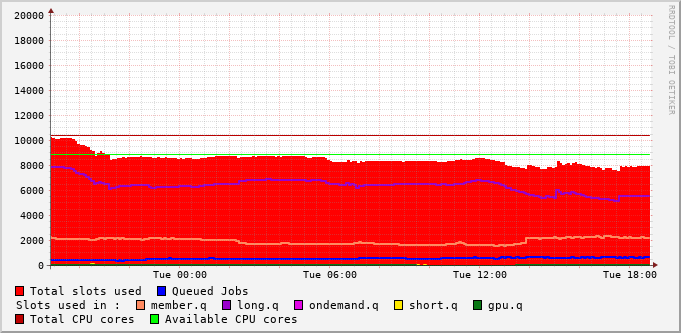 20000
18000
16000
14000
12000
10000
8000
6000
4000
2000
0
Tue 00:00 Tue 06:00 Tue 12:00 Tue 18:00
Total slots used Queued Jobs
Slots used in : member.q long.q ondemand.q short.q gpu.q
Total CPU cores Available CPU cores
RRDTOOL / TOBI OETIKER